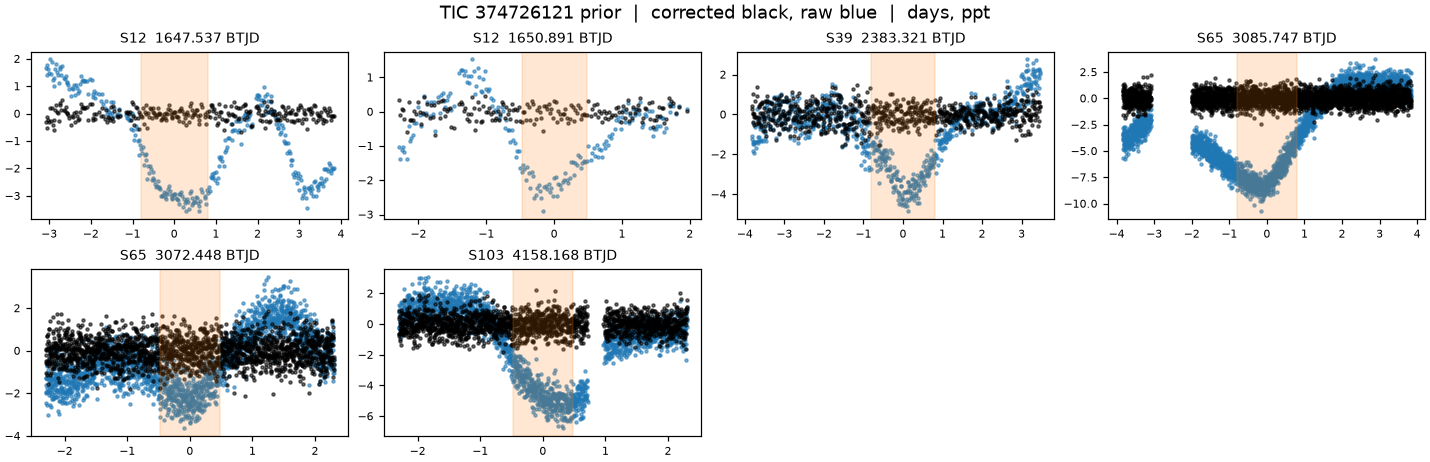 TIC 374726121 prior | corrected black, raw blue | days, ppt
S12 1647.537 BTJD
S12 1650.891 BTJD
S39 2383.321 BTJD
S65 3085.747 BTJD
2
1
0
−1
−2
−3
−3 −2 −1 0 1 2 3 4
1
0
−1
−2
−3
−2 −1 0 1 2
2
0
−2
−4
−4 −3 −2 −1 0 1 2 3
2.5
0.0
−2.5
−5.0
−7.5
−10.0
−4 −3 −2 −1 0 1 2 3 4
S65 3072.448 BTJD
S103 4158.168 BTJD
2
0
−2
−4
−2 −1 0 1 2
2
0
−2
−4
−6
−2 −1 0 1 2